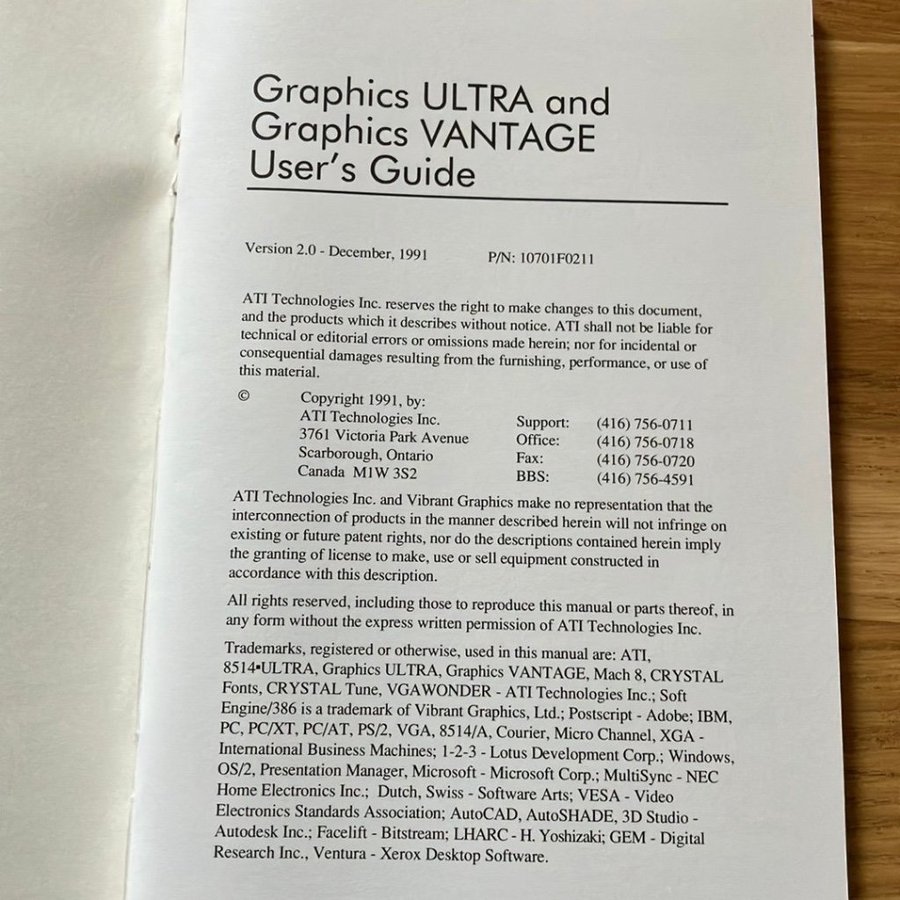 Graphics ULTRA and
Graphics VANTAGE
User's Guide
Version 2.0 - December, 1991 P/N: 10701F0211
ATI Technologies Inc. reserves the right to make changes to this document,
and the products which it describes without notice. ATI shall not be liable for
technical or editorial errors or omissions made herein; nor for incidental or
consequential damages resulting from the furnishing, performance, or use of
this material.
© Copyright 1991, by:
ATI Technologies Inc. Support: (416) 756-0711
3761 Victoria Park Avenue Office: (416) 756-0718
Scarborough, Ontario Fax: (416) 756-0720
Canada M1W 3S2 BBS: (416) 756-4591
ATI Technologies Inc. and Vibrant Graphics make no representation that the
interconnection of products in the manner described herein will not infringe on
existing or future patent rights, nor do the descriptions contained herein imply
the granting of license to make, use or sell equipment constructed in
accordance with this description.
All rights reserved, including those to reproduce this manual or parts thereof, in
any form without the express written permission of ATI Technologies Inc.
Trademarks, registered or otherwise, used in this manual are: ATI,
8514•ULTRA, Graphics ULTRA, Graphics VANTAGE, Mach 8, CRYSTAL
Fonts, CRYSTAL Tune, VGAWONDER - ATI Technologies Inc.; Soft
Engine/386 is a trademark of Vibrant Graphics, Ltd.; Postscript - Adobe; IBM,
PC, PC/XT, PC/AT, PS/2, VGA, 8514/A, Courier, Micro Channel, XGA -
International Business Machines; 1-2-3 - Lotus Development Corp.; Windows,
OS/2, Presentation Manager, Microsoft - Microsoft Corp.; MultiSync - NEC
Home Electronics Inc.; Dutch, Swiss - Software Arts; VESA - Video
Electronics Standards Association; AutoCAD, AutoSHADE, 3D Studio -
Autodesk Inc.; Facelift - Bitstream; LHARC - H. Yoshizaki; GEM - Digital
Research Inc., Ventura - Xerox Desktop Software.